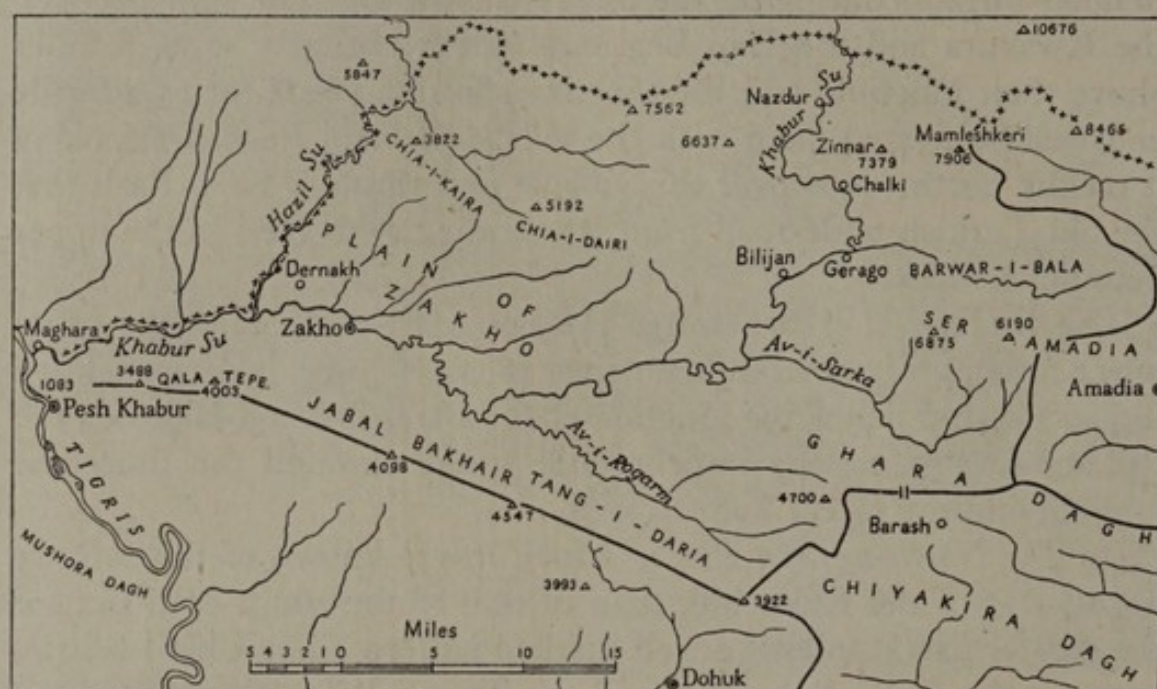 10676
5847
7562
Nazdur
Khabur Su
3822
6637
Zinnar
7379
Mamleshkeri
7906
8465
CHIA-I-KAIRA
Hazil Su
Chalki
5192
CHIA-I-DAIRI
PLAIN OF ZAKHO
Dernakh
Bilijan
Gerago
BARWAR-I-BALA
Maghara
Khabur Su
Zakho
SER AMADIA
6875
6190
Av-i-Sarka
Amadia
1083
3488
QALA TEPE
4003
Pesh Khabur
JABAL BAKHAIR TANG-I-DARIA
4098
Av-i-Rogarm
GHARA DAGH
4547
4700
Barash
TIGRIS
MUSHORA DAGH
3993
3922
CHIYAKIRA DAGH
Miles
5 4 3 2 1 0 5 10 15
Dohuk